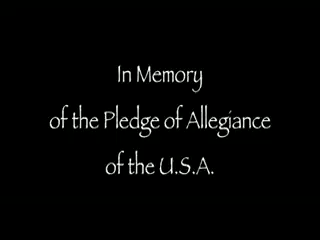 In Memory
of the Pledge of Allegiance
of the U.S.A.